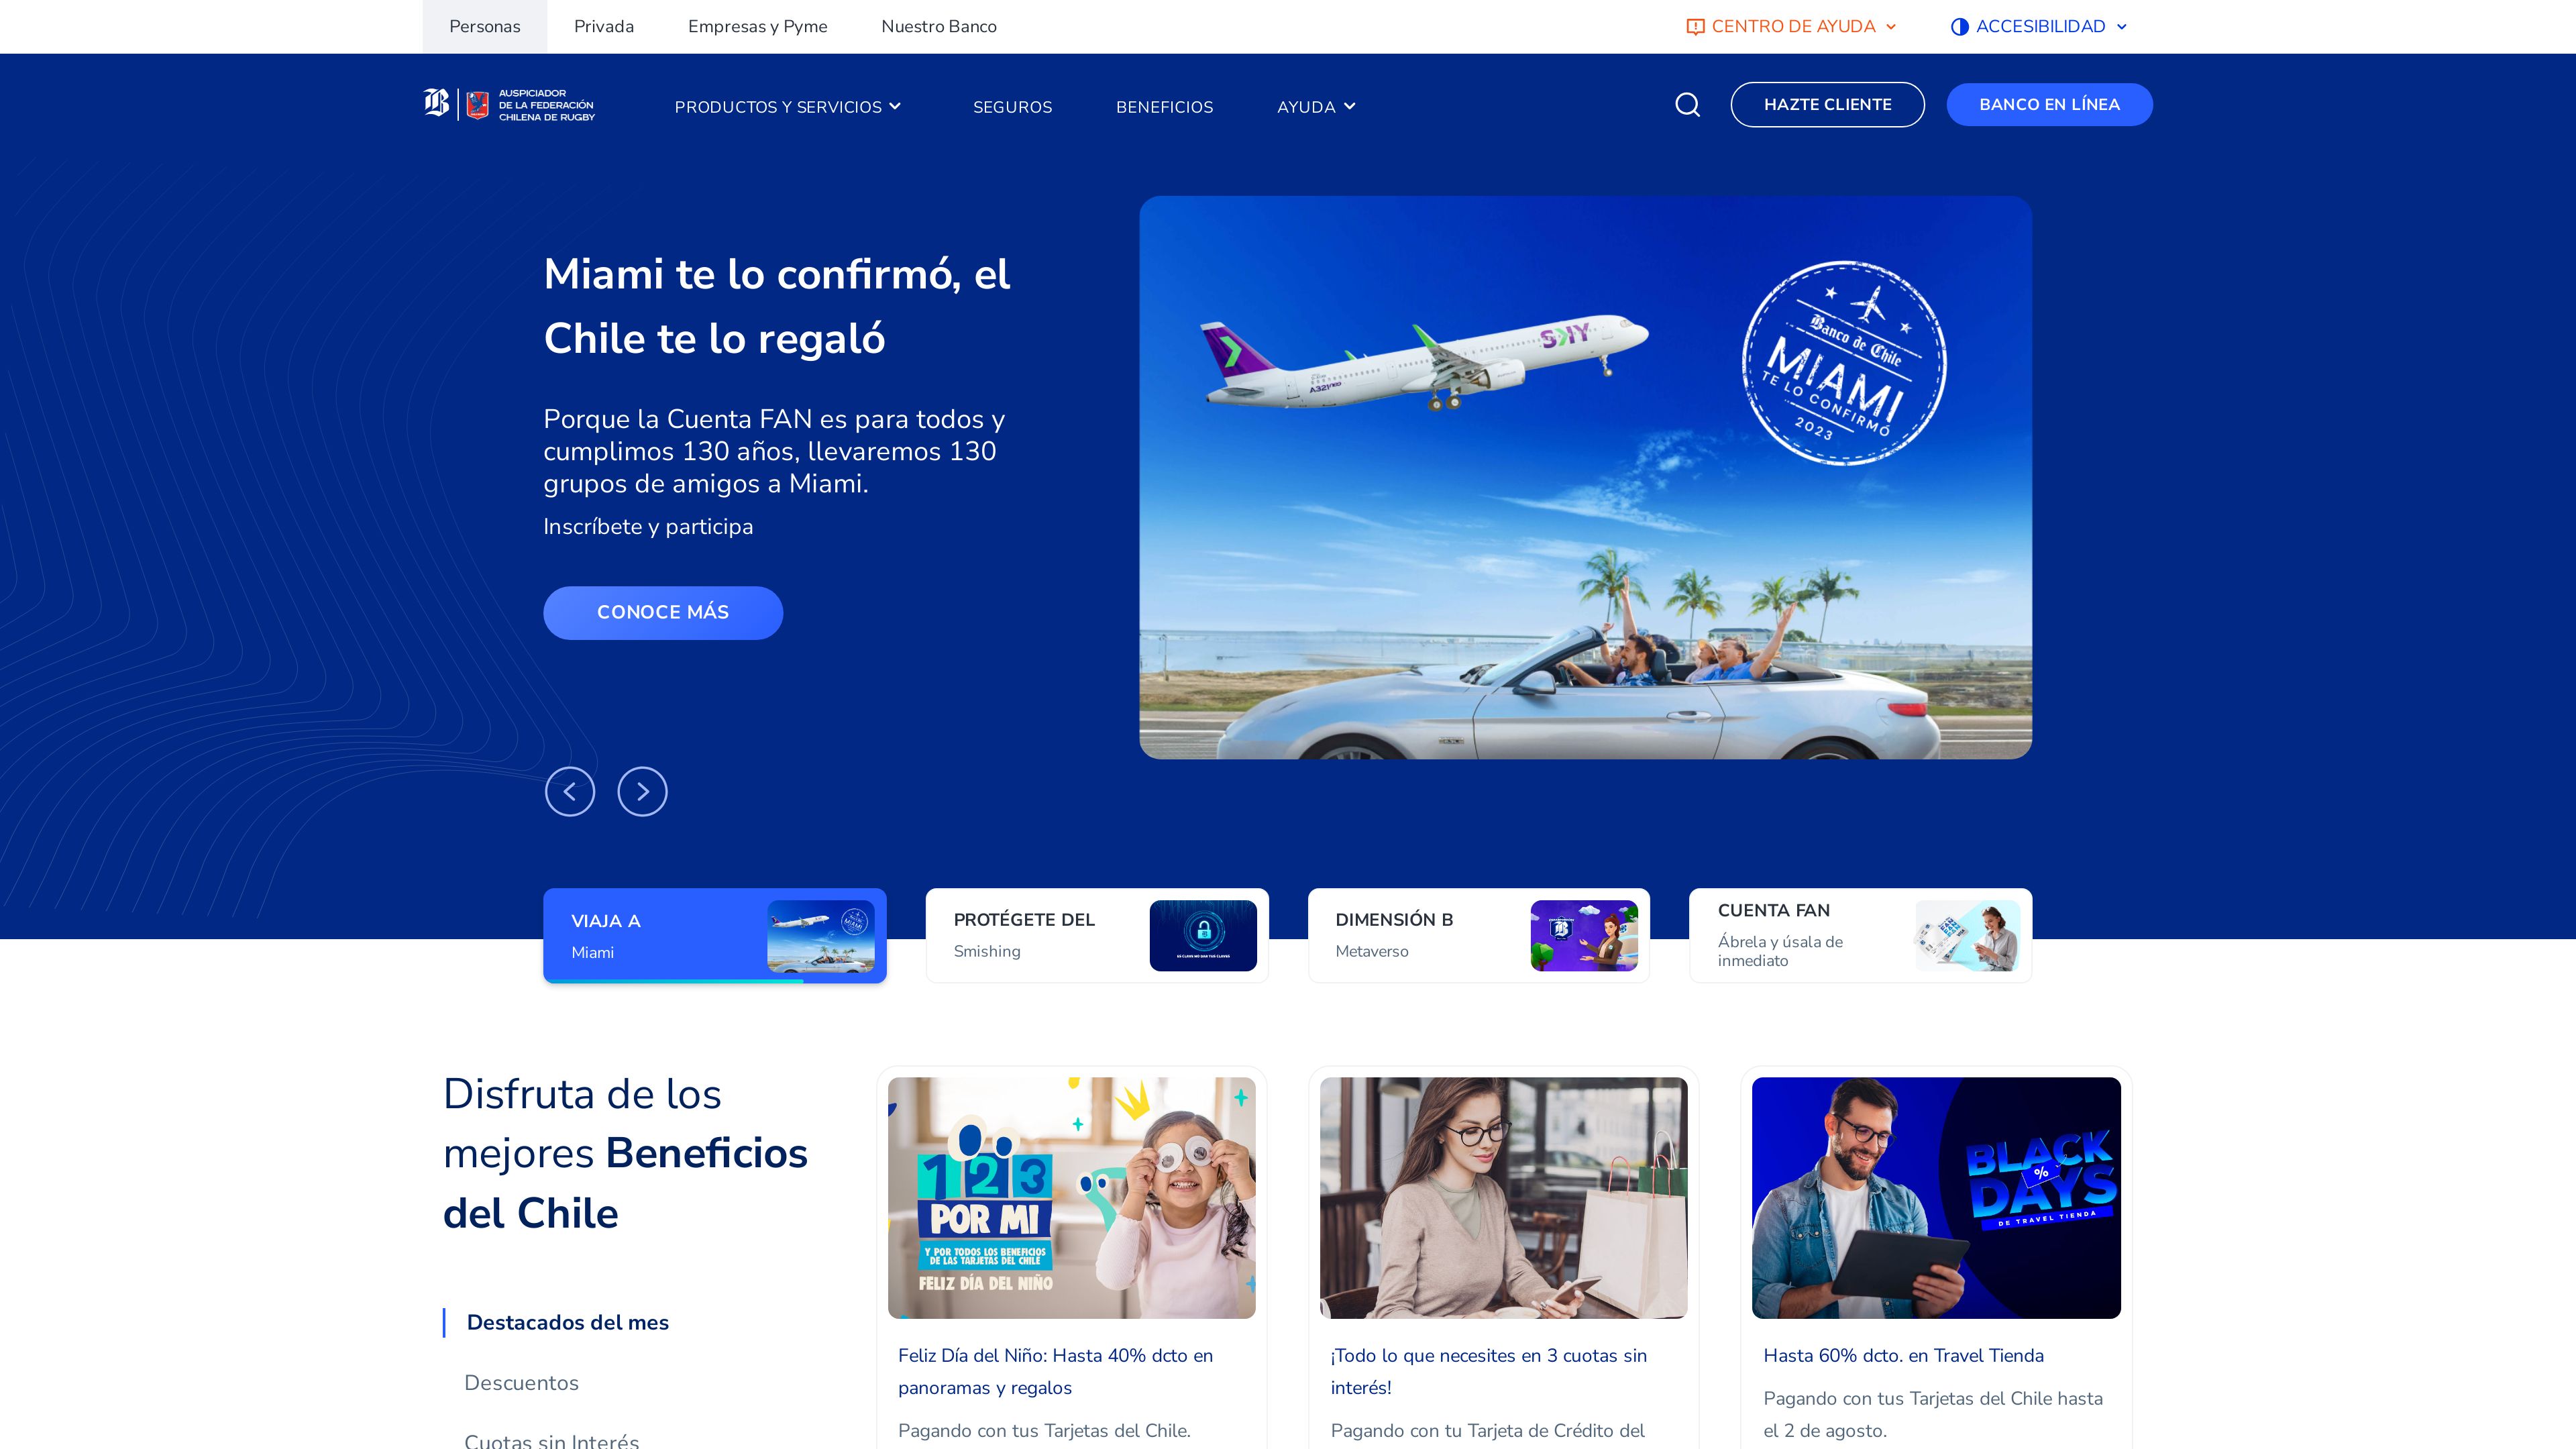 Personas
Privada
Empresas y Pyme
Nuestro Banco
CENTRO DE AYUDA
ACCESIBILIDAD
B
AUSPICIADOR
DE LA FEDERACIÓN
CHILENA DE RUGBY
PRODUCTOS Y SERVICIOS
SEGUROS
BENEFICIOS
AYUDA
HAZTE CLIENTE
BANCO EN LÍNEA
Miami te lo confirmó, el
Chile te lo regaló
Porque la Cuenta FAN es para todos y
cumplimos 130 años, llevaremos 130
grupos de amigos a Miami.
Inscríbete y participa
CONOCE MÁS
SKY
Banco de Chile
MIAMI
TE LO CONFIRMÓ
2023
VIAJA A
Miami
PROTÉGETE DEL
Smishing
DIMENSIÓN B
Metaverso
CUENTA FAN
Ábrela y úsala de
inmediato
Disfruta de los
mejores Beneficios
del Chile
Destacados del mes
Descuentos
Cuotas sin Interés
123
POR MI
Y POR TODOS LOS BENEFICIOS
DE LAS TARJETAS DEL CHILE
FELIZ DÍA DEL NIÑO
Feliz Día del Niño: Hasta 40% dcto en
panoramas y regalos
Pagando con tus Tarjetas del Chile.
¡Todo lo que necesites en 3 cuotas sin
interés!
Pagando con tu Tarjeta de Crédito del
BLACK
%
DAYS
DE TRAVEL TIENDA
Hasta 60% dcto. en Travel Tienda
Pagando con tus Tarjetas del Chile hasta
el 2 de agosto.